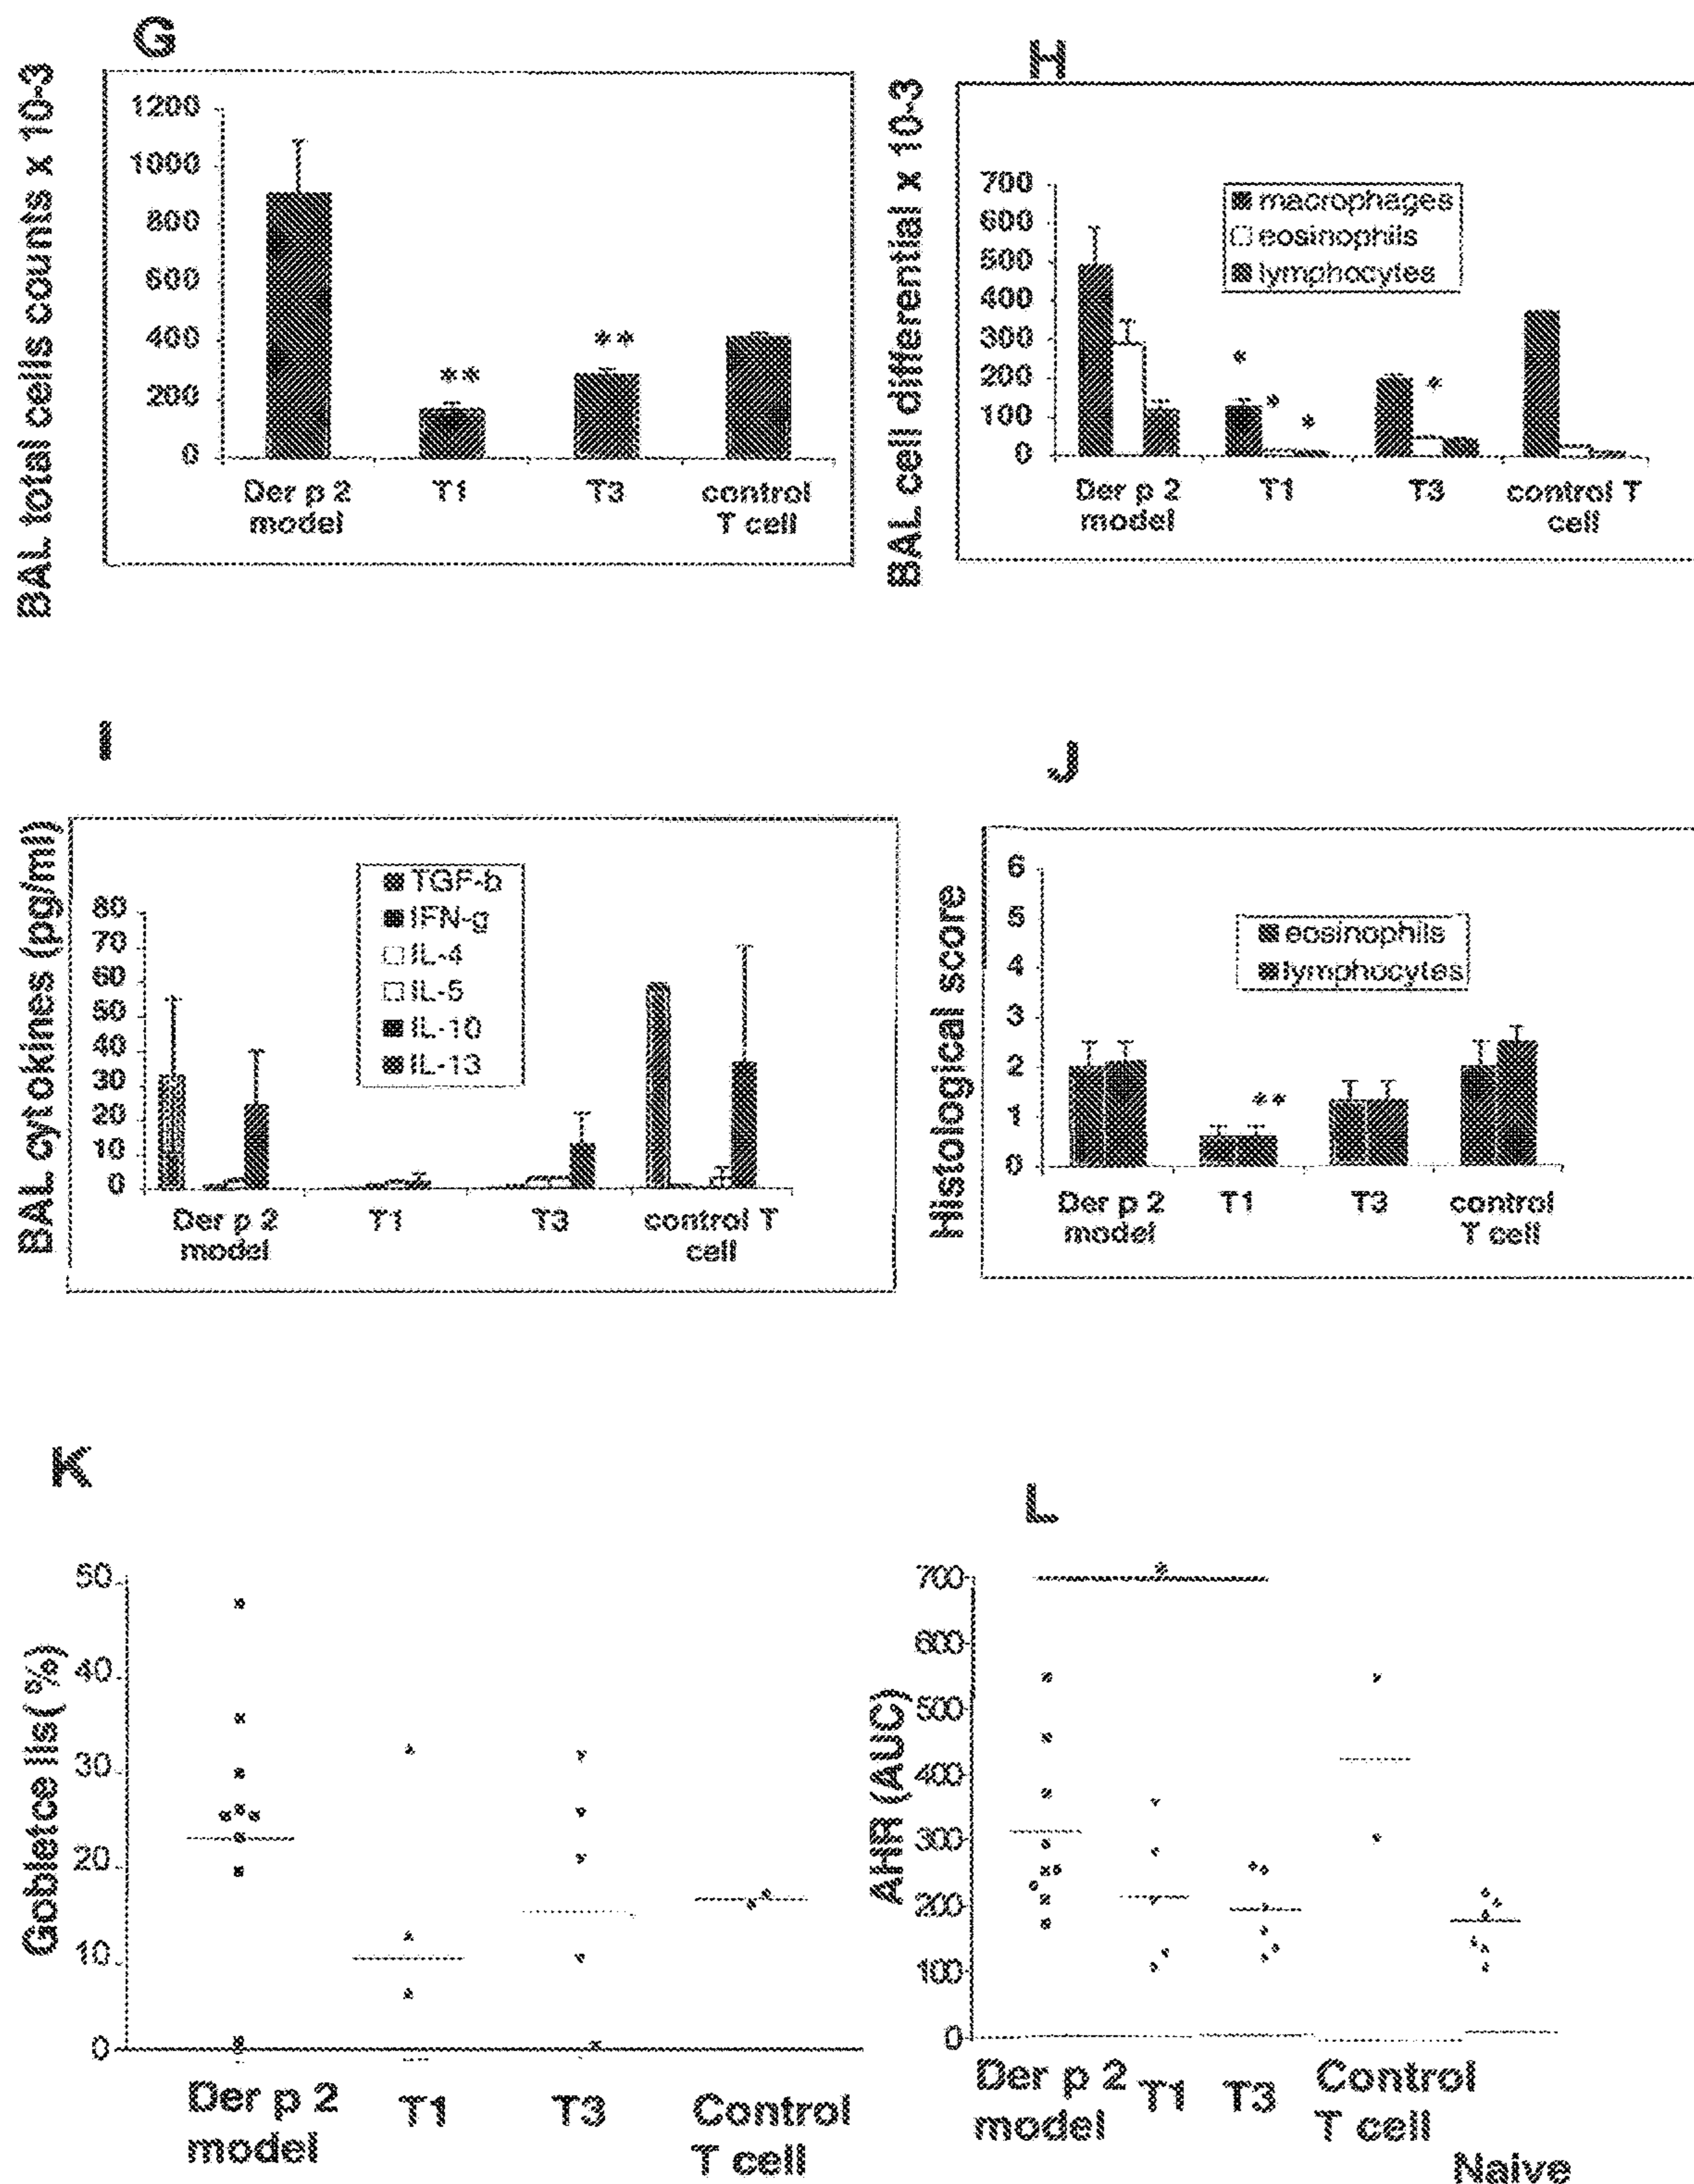 G
BAL total cells counts x 10-3
1200
1000
800
600
400
200
0
**
**
Der p 2 model
T1
T3
control T cell
H
BAL cell differential x 10-3
700
600
500
400
300
200
100
0
macrophages
eosinophils
lymphocytes
*
*
*
*
Der p 2 model
T1
T3
control T cell
I
BAL cytokines (pg/ml)
80
70
60
50
40
30
20
10
0
TGF-b
IFN-g
IL-4
IL-5
IL-10
IL-13
Der p 2 model
T1
T3
control T cell
J
Histological score
6
5
4
3
2
1
0
eosinophils
lymphocytes
**
Der p 2 model
T1
T3
control T cell
K
Gobletce lls( %)
50
40
30
20
10
0
Der p 2 model
T1
T3
Control T cell
L
AHR (AUC)
700
600
500
400
300
200
100
0
*
Der p 2 model
T1
T3
Control T cell
Naive